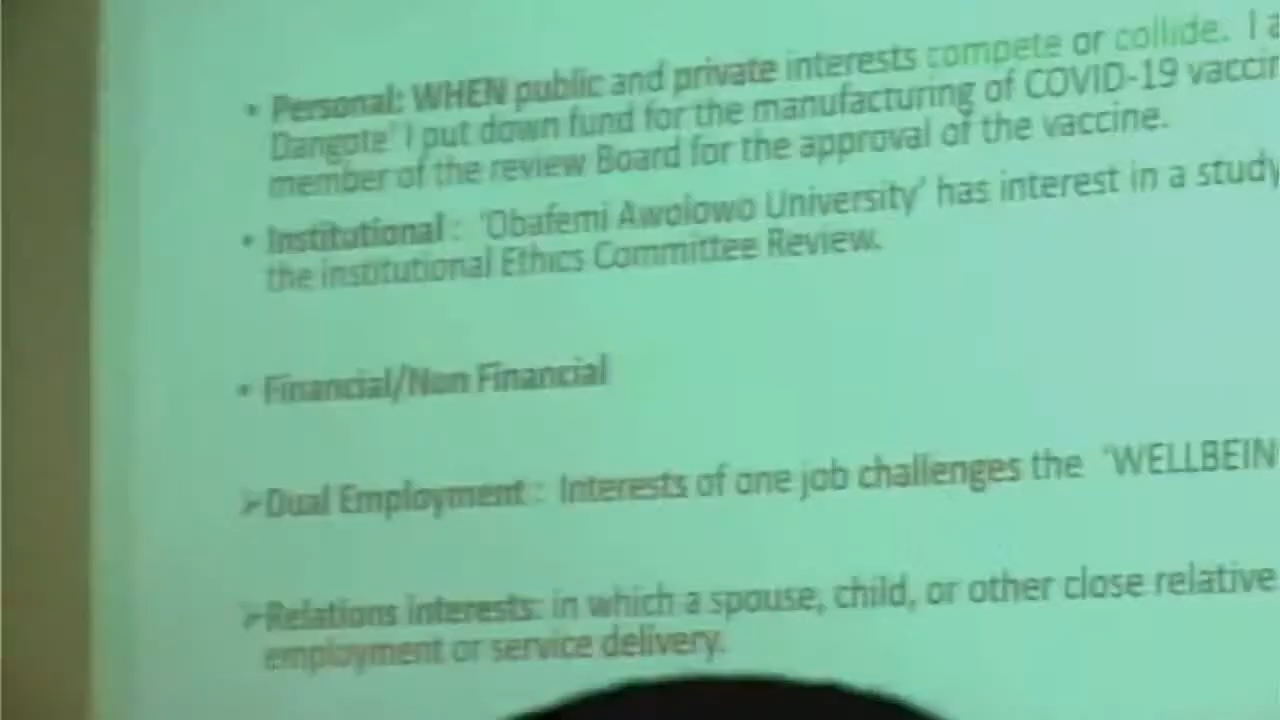 • Personal: WHEN public and private interests compete or collide. I a
Dangote' I put down fund for the manufacturing of COVID-19 vaccin
member of the review Board for the approval of the vaccine.
• Institutional : 'Obafemi Awolowo University' has interest in a study
the institutional Ethics Committee Review.
• Financial/Non Financial
➢Dual Employment : Interests of one job challenges the 'WELLBEIN
➢Relations interests: in which a spouse, child, or other close relative
employment or service delivery.